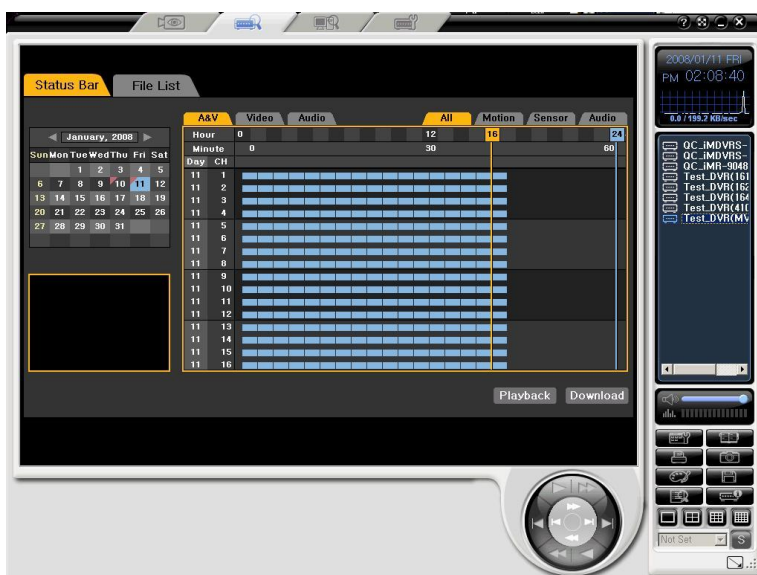 2008/01/11 FRI
PM 02:08:40
0.0 / 199.2 KB/sec
Status Bar File List
A&V Video Audio All Motion Sensor Audio
January, 2008
Sun Mon Tue Wed Thu Fri Sat
1 2 3 4 5
6 7 8 9 10 11 12
13 14 15 16 17 18 19
20 21 22 23 24 25 26
27 28 29 30 31
Hour 0 12 16 24
Minute 0 30 60
Day CH
11 1
11 2
11 3
11 4
11 5
11 6
11 7
11 8
11 9
11 10
11 11
11 12
11 13
11 14
11 15
11 16
Playback Download
QC_iMDVRS-
QC_iMDVRS-
QC_iMR-9048
Test_DVR(161
Test_DVR(162
Test_DVR(164
Test_DVR(41(
Test_DVR(MV
Not Set S